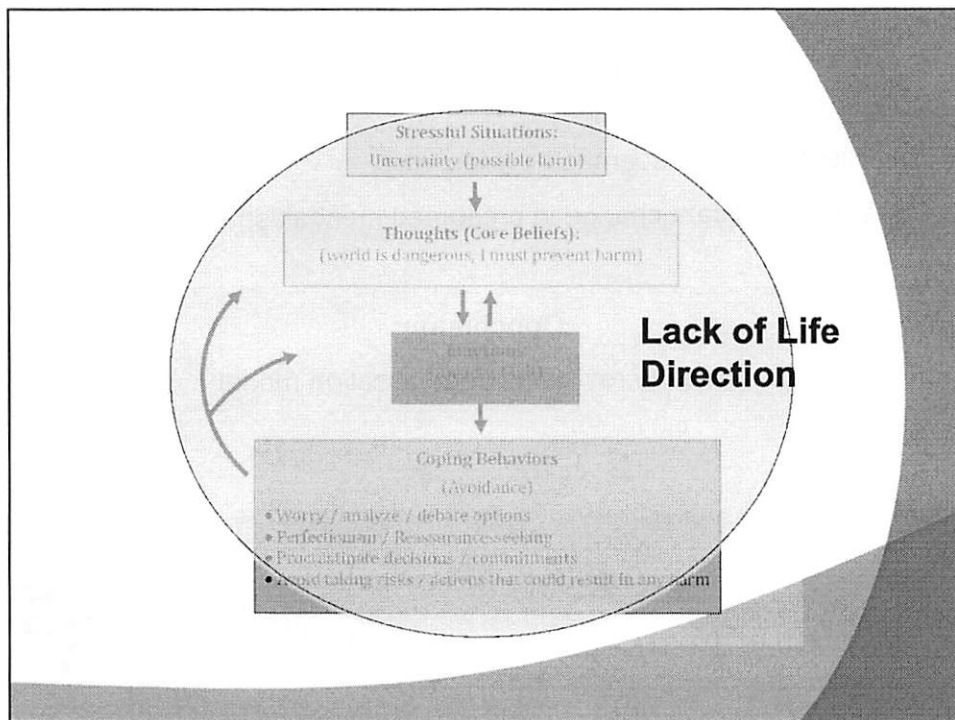 Stressful Situations:
Uncertainty (possible harm)
Thoughts (Core Beliefs):
(world is dangerous, I must prevent harm)
Lack of Life
Direction
Emotions
Coping Behaviors
(Avoidance)
• Worry / analyze / debate options
• Perfectionism / Reassurance-seeking
• Procrastinate decisions / commitments
• Avoid taking risks / actions that could result in any harm